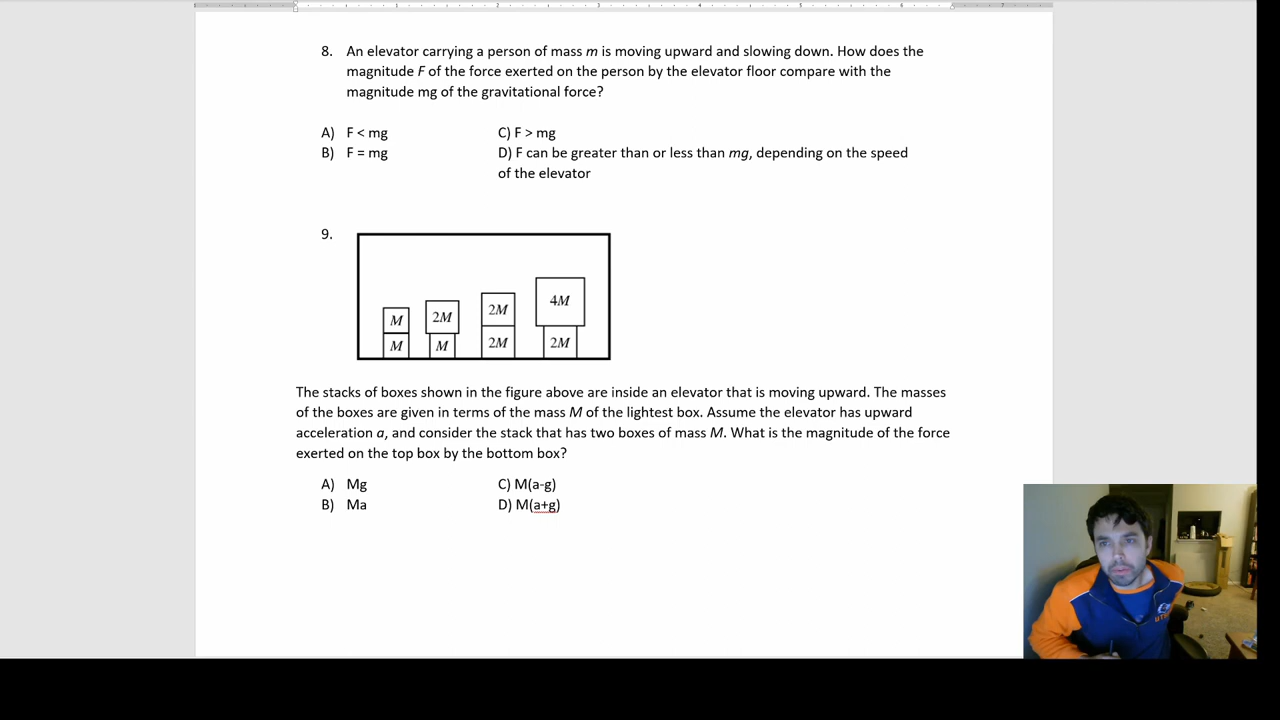 8. An elevator carrying a person of mass m is moving upward and slowing down. How does the
magnitude F of the force exerted on the person by the elevator floor compare with the
magnitude mg of the gravitational force?
A) F < mg C) F > mg
B) F = mg D) F can be greater than or less than mg, depending on the speed
of the elevator
9.
M 2M 2M 4M
M M 2M 2M
The stacks of boxes shown in the figure above are inside an elevator that is moving upward. The masses
of the boxes are given in terms of the mass M of the lightest box. Assume the elevator has upward
acceleration a, and consider the stack that has two boxes of mass M. What is the magnitude of the force
exerted on the top box by the bottom box?
A) Mg C) M(a-g)
B) Ma D) M(a+g)